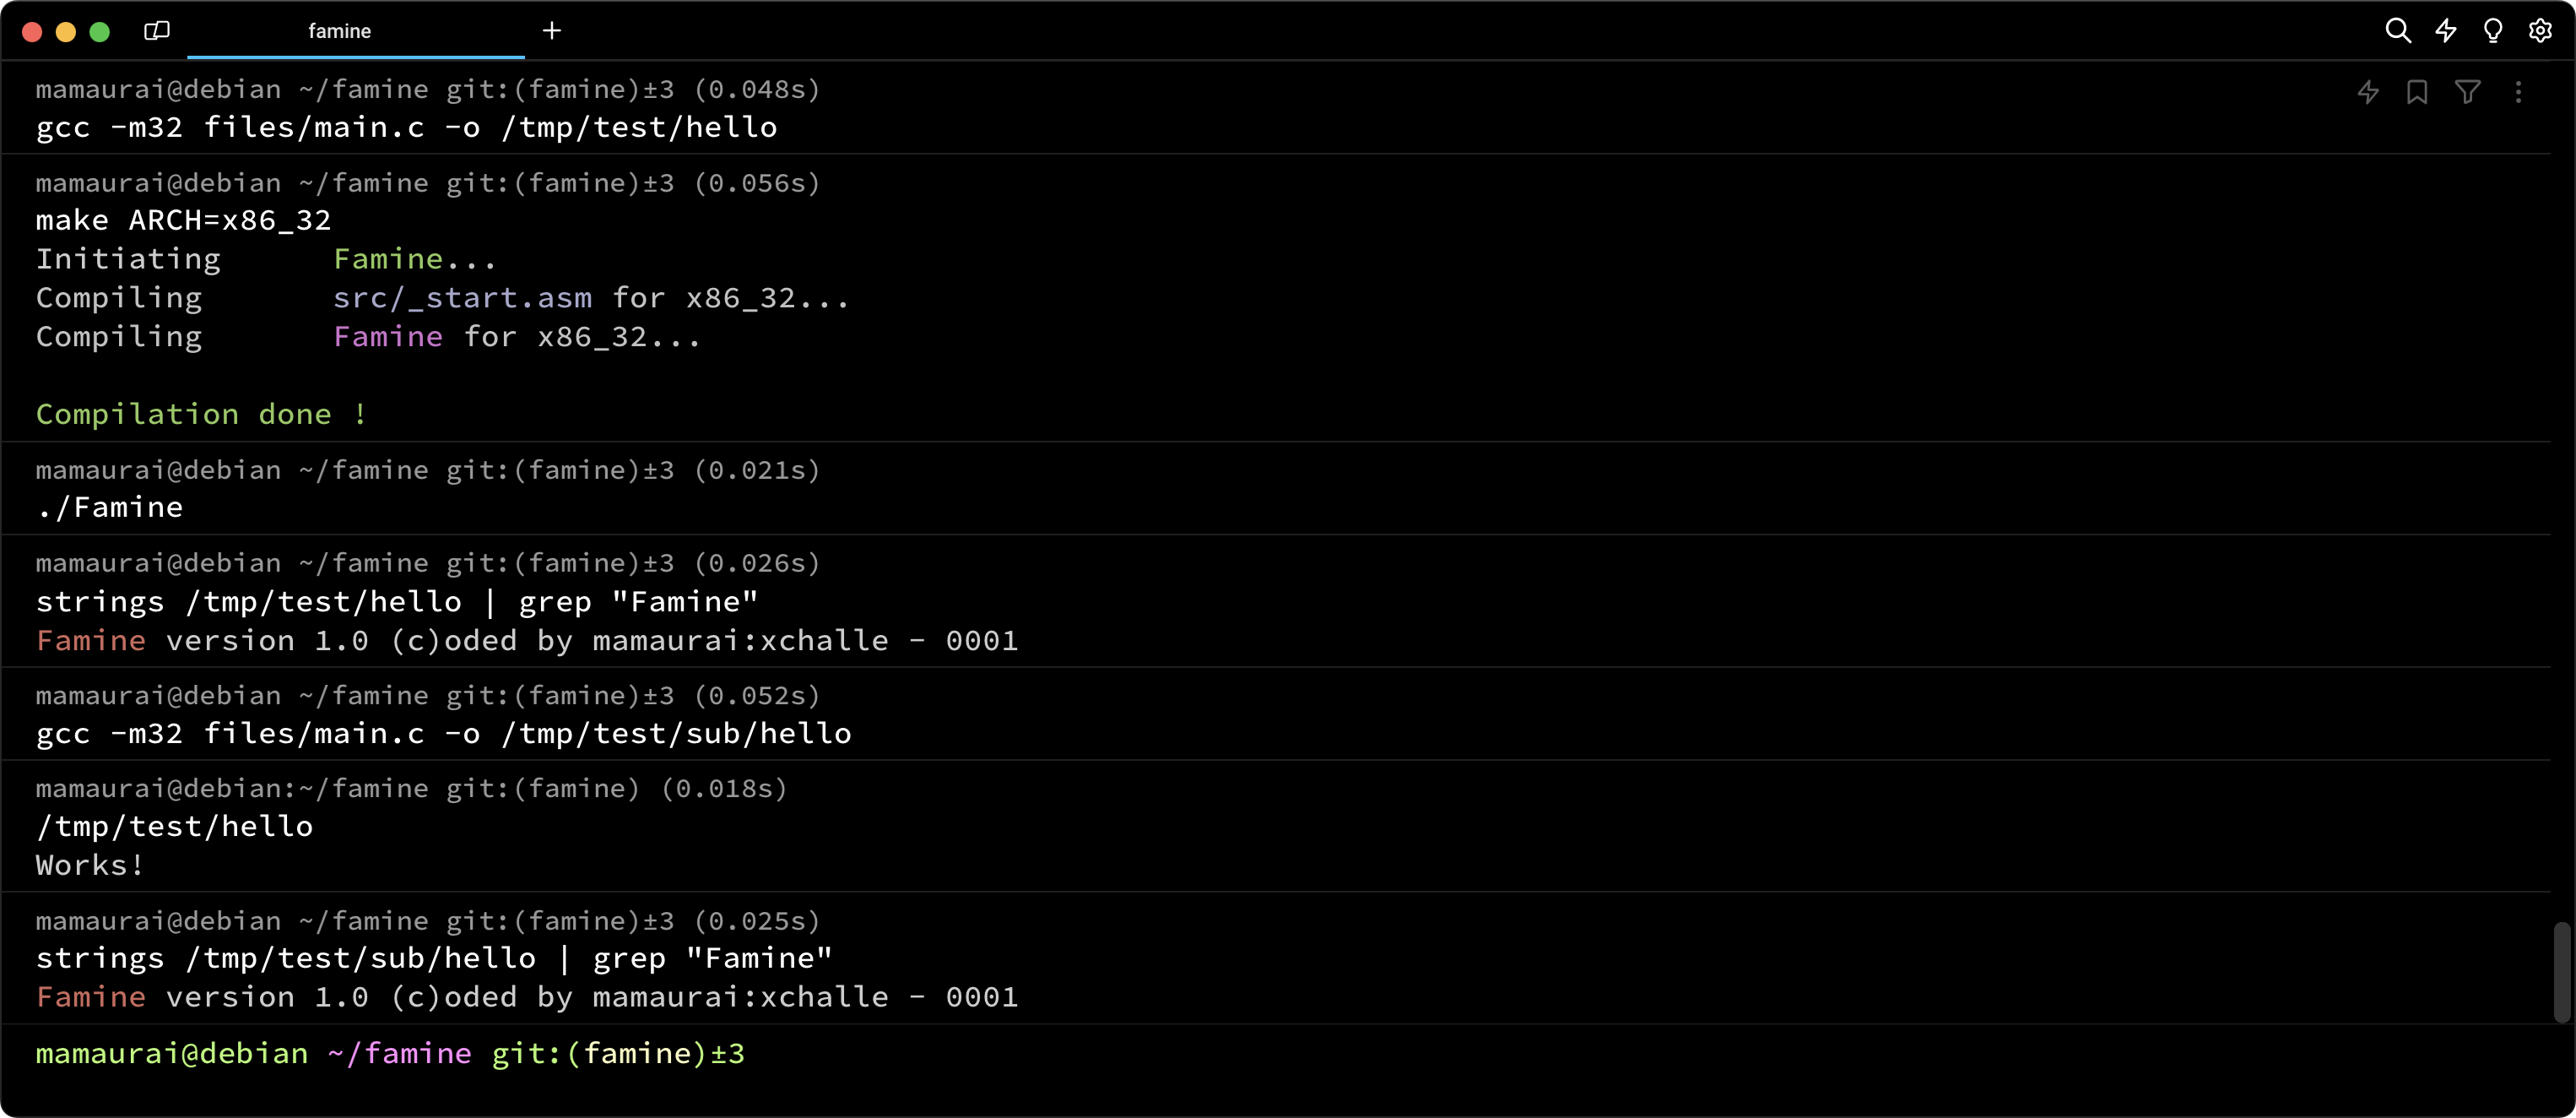 famine
mamaurai@debian ~/famine git:(famine)±3 (0.048s)
gcc -m32 files/main.c -o /tmp/test/hello
mamaurai@debian ~/famine git:(famine)±3 (0.056s)
make ARCH=x86_32
Initiating Famine...
Compiling src/_start.asm for x86_32...
Compiling Famine for x86_32...
Compilation done !
mamaurai@debian ~/famine git:(famine)±3 (0.021s)
./Famine
mamaurai@debian ~/famine git:(famine)±3 (0.026s)
strings /tmp/test/hello | grep "Famine"
Famine version 1.0 (c)oded by mamaurai:xchalle - 0001
mamaurai@debian ~/famine git:(famine)±3 (0.052s)
gcc -m32 files/main.c -o /tmp/test/sub/hello
mamaurai@debian:~/famine git:(famine) (0.018s)
/tmp/test/hello
Works!
mamaurai@debian ~/famine git:(famine)±3 (0.025s)
strings /tmp/test/sub/hello | grep "Famine"
Famine version 1.0 (c)oded by mamaurai:xchalle - 0001
mamaurai@debian ~/famine git:(famine)±3